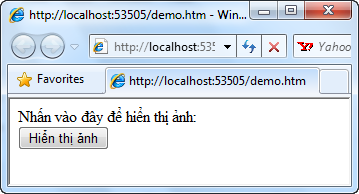 http://localhost:53505/demo.htm - Win...
http://localhost:535
Yahoo
Favorites
http://localhost:53505/demo.htm
Nhấn vào đây để hiển thị ảnh:
Hiển thị ảnh